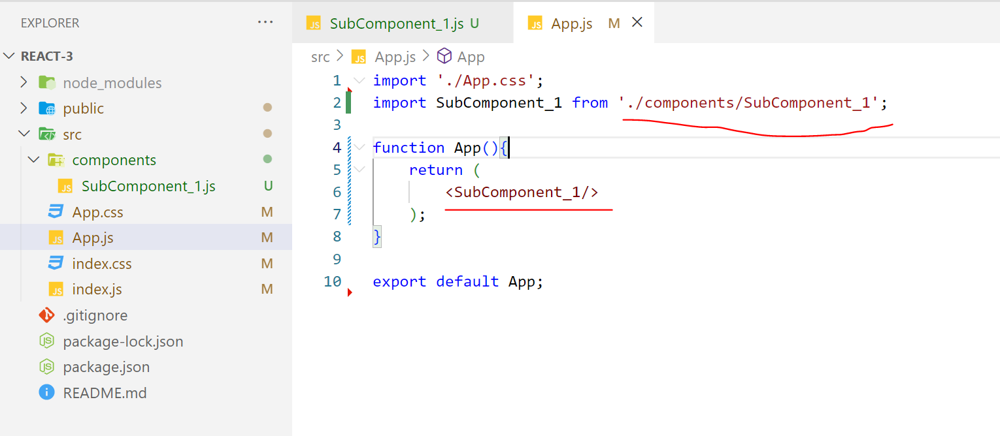 EXPLORER ...
SubComponent_1.js U
App.js M
REACT-3
node_modules
public
src
components
SubComponent_1.js U
App.css M
App.js M
index.css M
index.js M
.gitignore
package-lock.json
package.json
README.md
src > JS App.js > App
1 import './App.css';
2 import SubComponent_1 from './components/SubComponent_1';
3
4 function App(){
5 return (
6 <SubComponent_1/>
7 );
8 }
9
10 export default App;